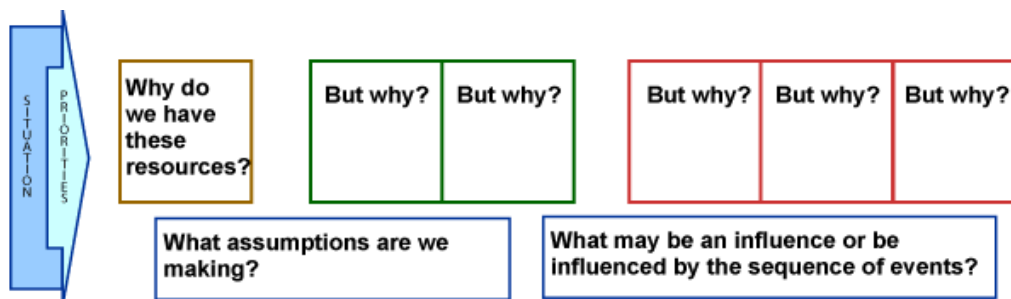 SITUATION
PRIORITIES
Why do
we have
these
resources?
But why?
But why?
But why?
But why?
But why?
What assumptions are we
making?
What may be an influence or be
influenced by the sequence of events?